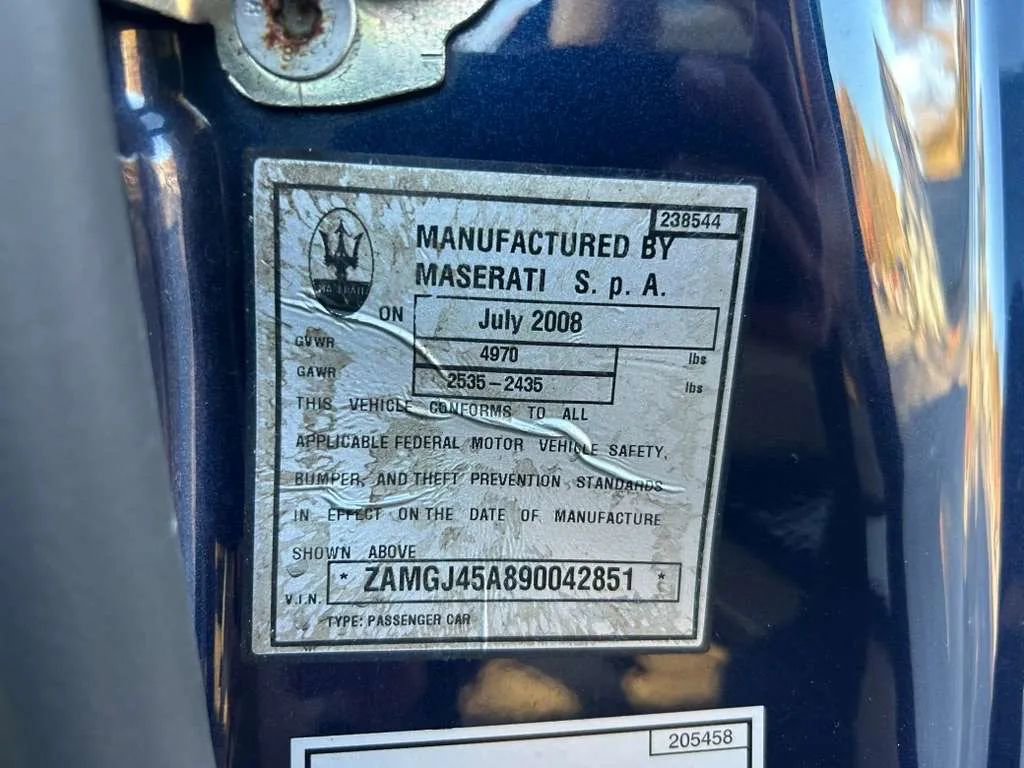 238544
MANUFACTURED BY
MASERATI S. p. A.
MASERATI
ON July 2008
GVWR 4970 lbs
GAWR 2535-2435 lbs
THIS VEHICLE CONFORMS TO ALL
APPLICABLE FEDERAL MOTOR VEHICLE SAFETY,
BUMPER, AND THEFT PREVENTION STANDARDS
IN EFFECT ON THE DATE OF MANUFACTURE
SHOWN ABOVE
V.I.N. * ZAMGJ45A890042851 *
TYPE: PASSENGER CAR
205458